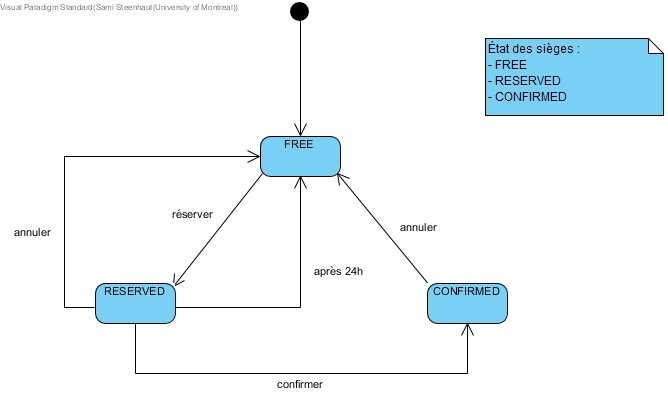 Visual Paradigm Standard(Sami Steenhaut(University of Montreal))
État des sièges :
- FREE
- RESERVED
- CONFIRMED
FREE
réserver
annuler
annuler
après 24h
RESERVED
CONFIRMED
confirmer